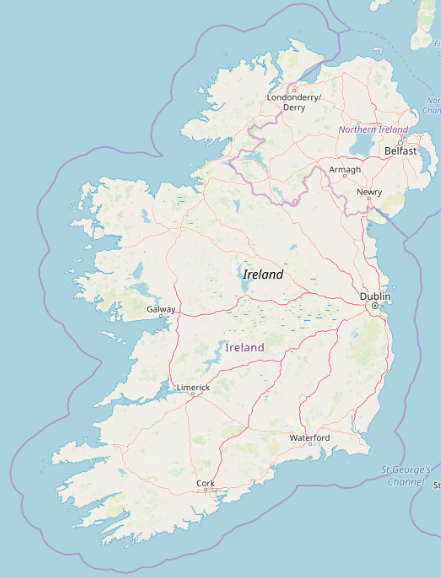 Londonderry/
Derry
Northern Ireland
Belfast
Armagh
Newry
Ireland
Dublin
Galway
Ireland
Limerick
Waterford
St George's
Channel
Cork